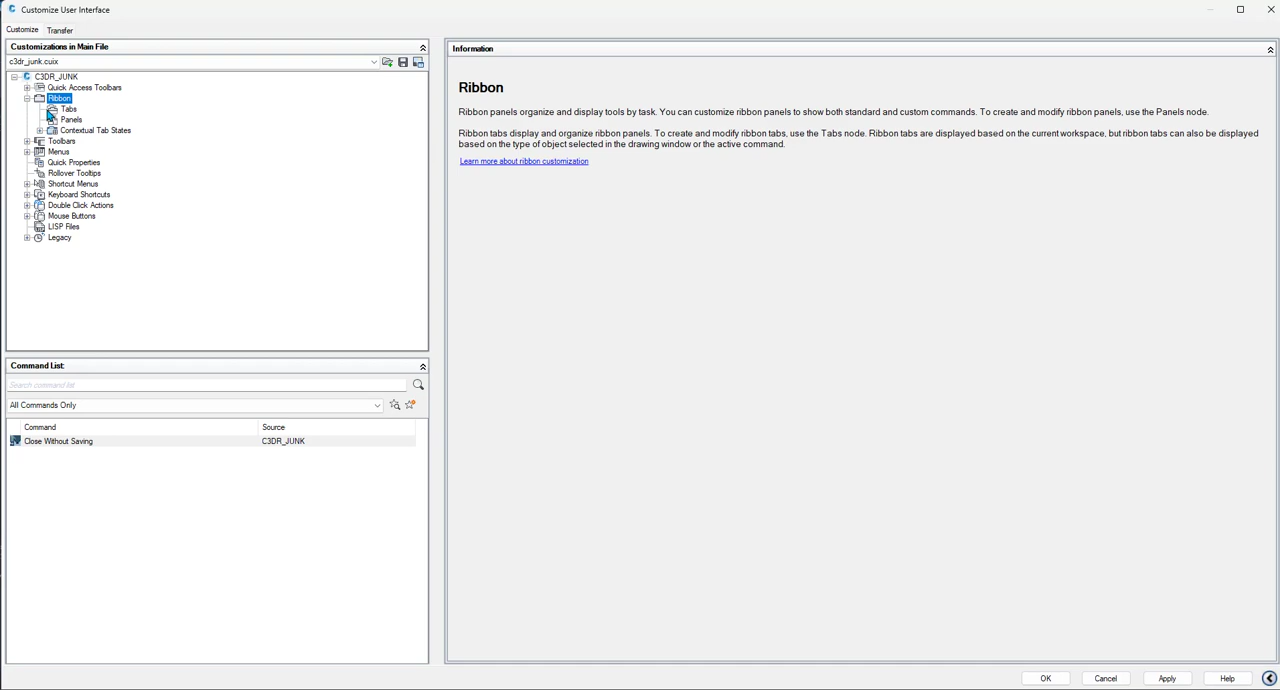 Customize User Interface
Customize Transfer
Customizations in Main File
c3dr_junk.cuix
C3DR_JUNK
Quick Access Toolbars
Ribbon
Tabs
Panels
Contextual Tab States
Toolbars
Menus
Quick Properties
Rollover Tooltips
Shortcut Menus
Keyboard Shortcuts
Double Click Actions
Mouse Buttons
LISP Files
Legacy
Command List:
Search command list
All Commands Only
Command Source
Close Without Saving C3DR_JUNK
Information
Ribbon
Ribbon panels organize and display tools by task. You can customize ribbon panels to show both standard and custom commands. To create and modify ribbon panels, use the Panels node.
Ribbon tabs display and organize ribbon panels. To create and modify ribbon tabs, use the Tabs node. Ribbon tabs are displayed based on the current workspace, but ribbon tabs can also be displayed
based on the type of object selected in the drawing window or the active command.
Learn more about ribbon customization
OK Cancel Apply Help